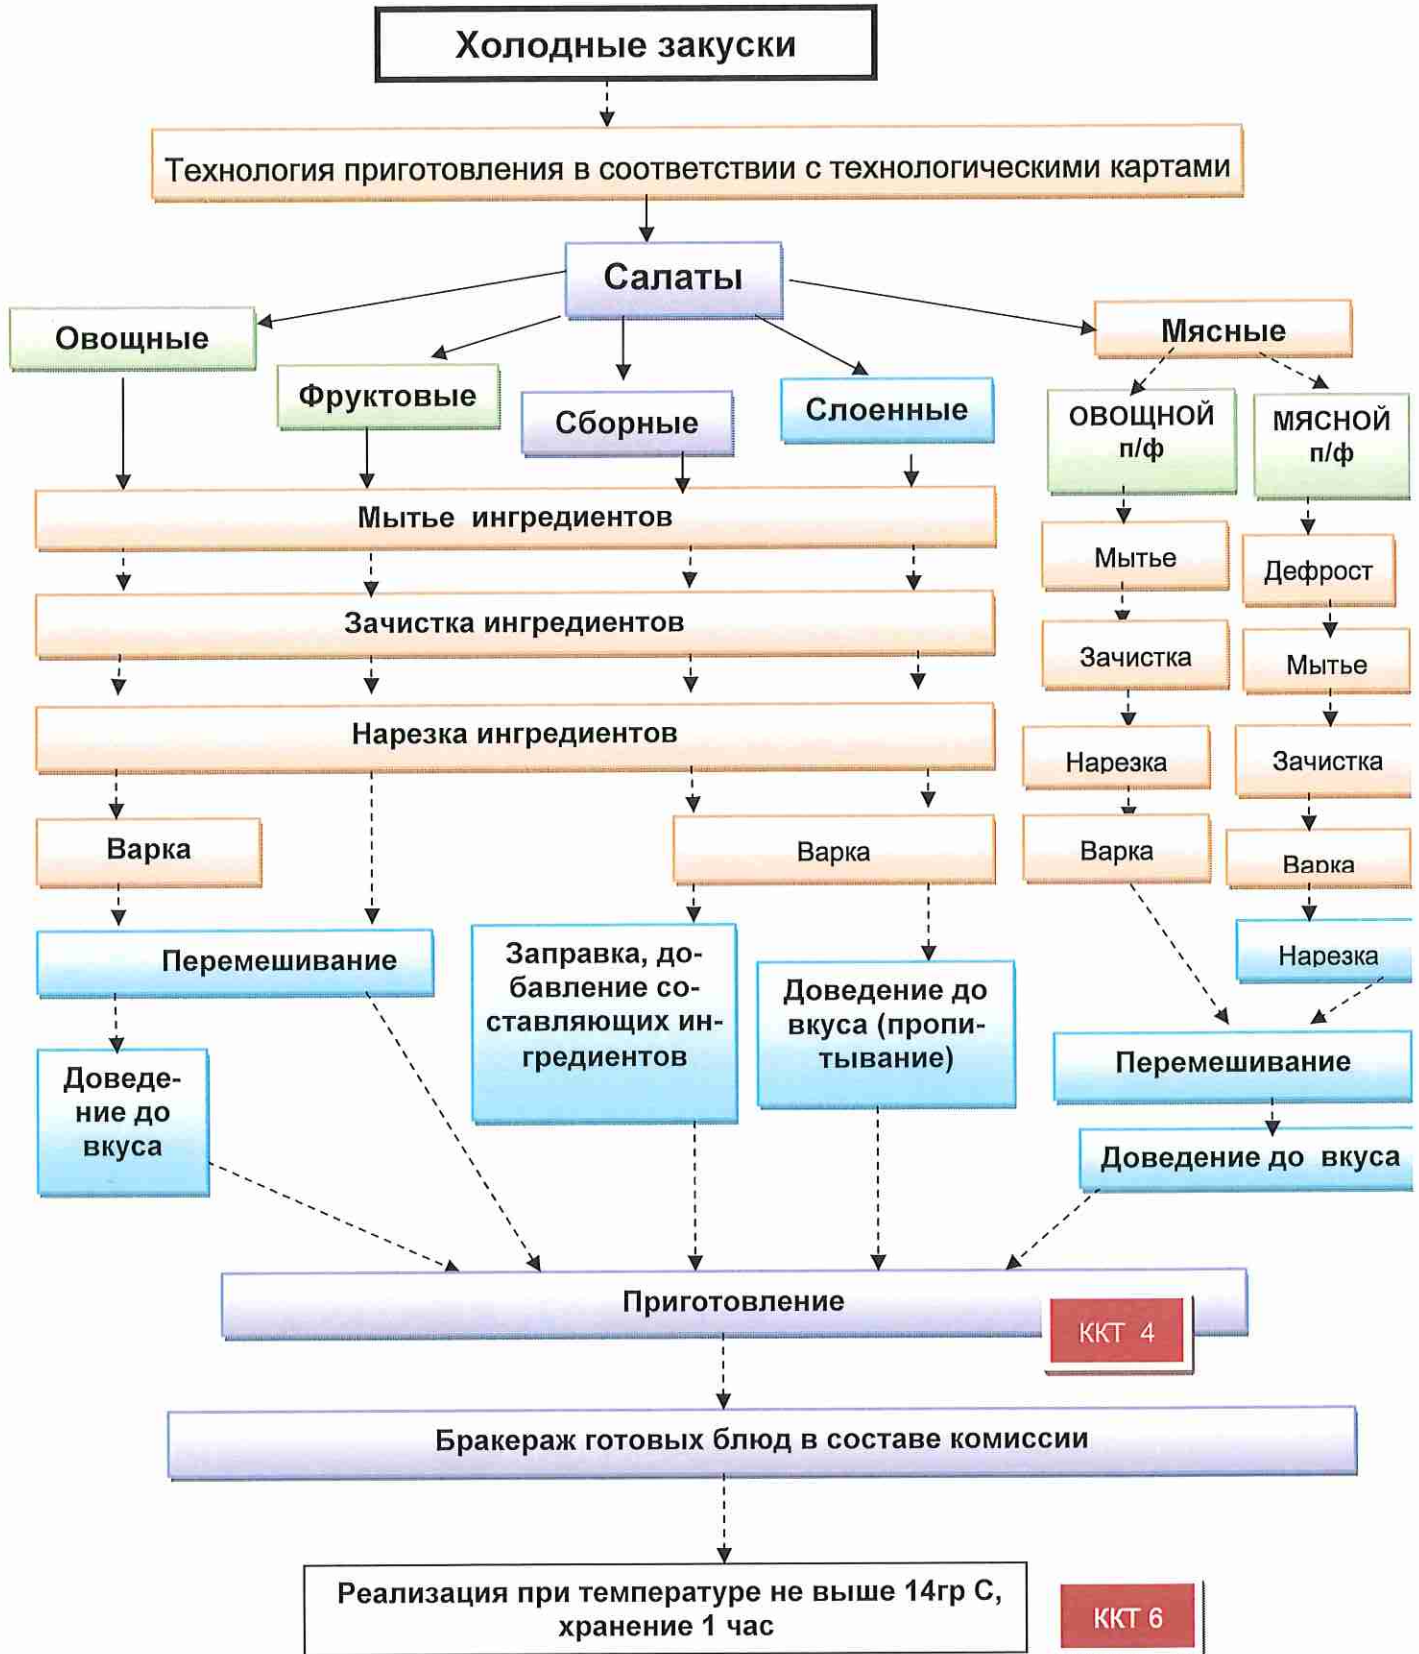 Холодные закуски
Технология приготовления в соответствии с технологическими картами
Салаты
Овощные
Фруктовые
Сборные
Слоенные
Мясные
ОВОЩНОЙ
п/ф
МЯСНОЙ
п/ф
Мытье ингредиентов
Зачистка ингредиентов
Нарезка ингредиентов
Мытье
Зачистка
Нарезка
Варка
Дефрост
Мытье
Зачистка
Варка
Нарезка
Варка
Варка
Перемешивание
Доведе-
ние до
вкуса
Заправка, до-
бавление со-
ставляющих ин-
гредиентов
Доведение до
вкуса (пропи-
тывание)
Перемешивание
Доведение до вкуса
Приготовление
ККТ 4
Бракераж готовых блюд в составе комиссии
Реализация при температуре не выше 14гр С,
хранение 1 час
ККТ 6